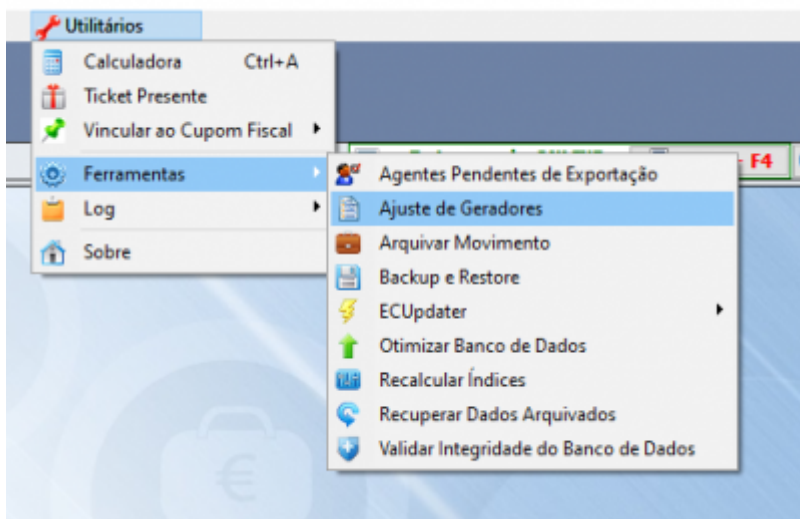 Utilitários
Calculadora Ctrl+A
Ticket Presente
Vincular ao Cupom Fiscal
Ferramentas
Log
Sobre
- F4
Agentes Pendentes de Exportação
Ajuste de Geradores
Arquivar Movimento
Backup e Restore
ECUpdater
Otimizar Banco de Dados
Recalcular Índices
Recuperar Dados Arquivados
Validar Integridade do Banco de Dados
€